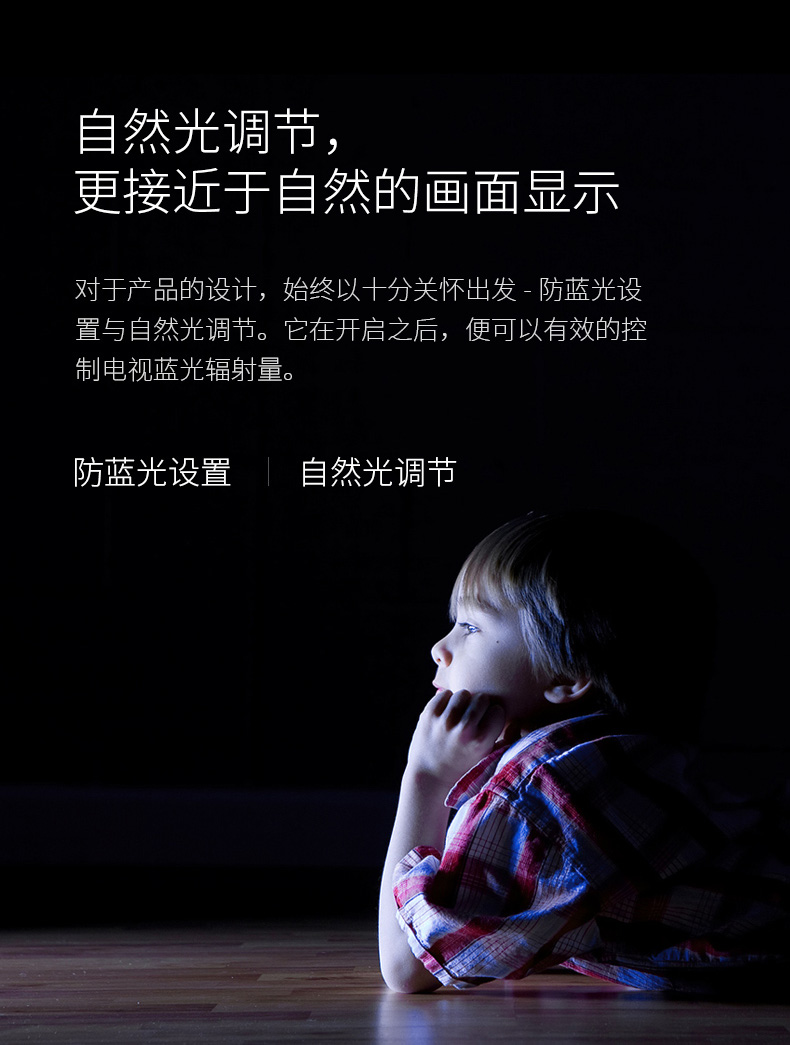 自然光调节，
更接近于自然的画面显示
对于产品的设计，始终以十分关怀出发 - 防蓝光设
置与自然光调节。它在开启之后，便可以有效的控
制电视蓝光辐射量。
防蓝光设置 | 自然光调节